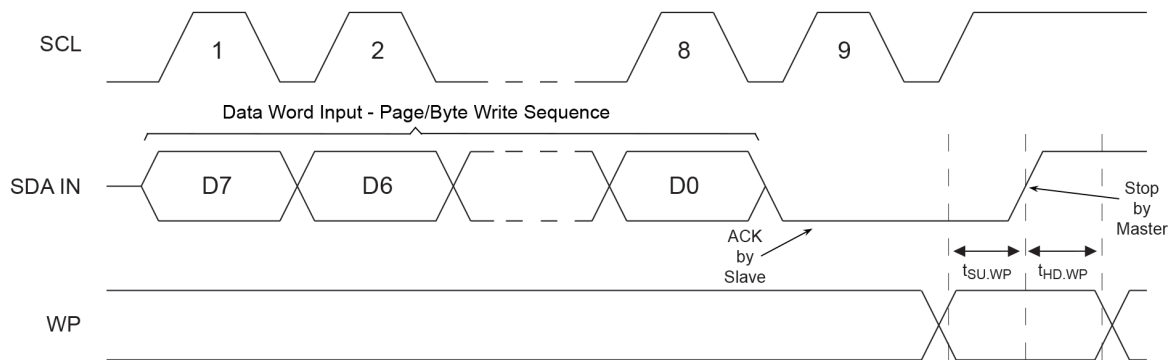 SCL
1
2
8
9
Data Word Input - Page/Byte Write Sequence
SDA IN
D7
D6
D0
Stop
by
Master
ACK
by
Slave
tSU.WP
tHD.WP
WP